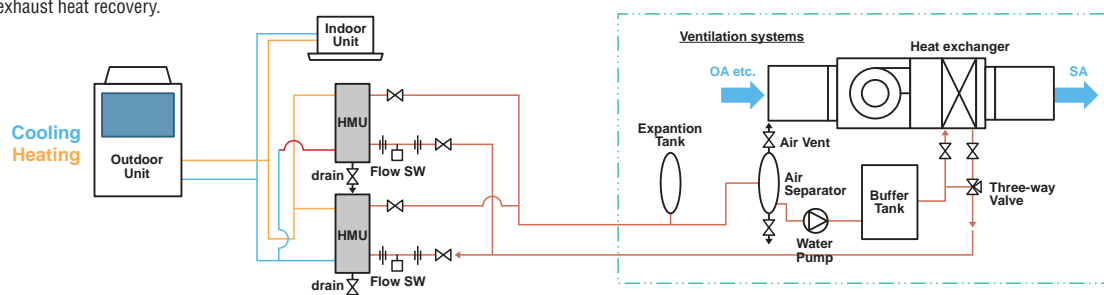 exhaust heat recovery.
Indoor
Unit
Ventilation systems
Heat exchanger
OA etc.
SA
Cooling
Heating
Outdoor
Unit
HMU
Flow SW
drain
HMU
Flow SW
drain
Expantion
Tank
Air Vent
Air
Separator
Water
Pump
Buffer
Tank
Three-way
Valve